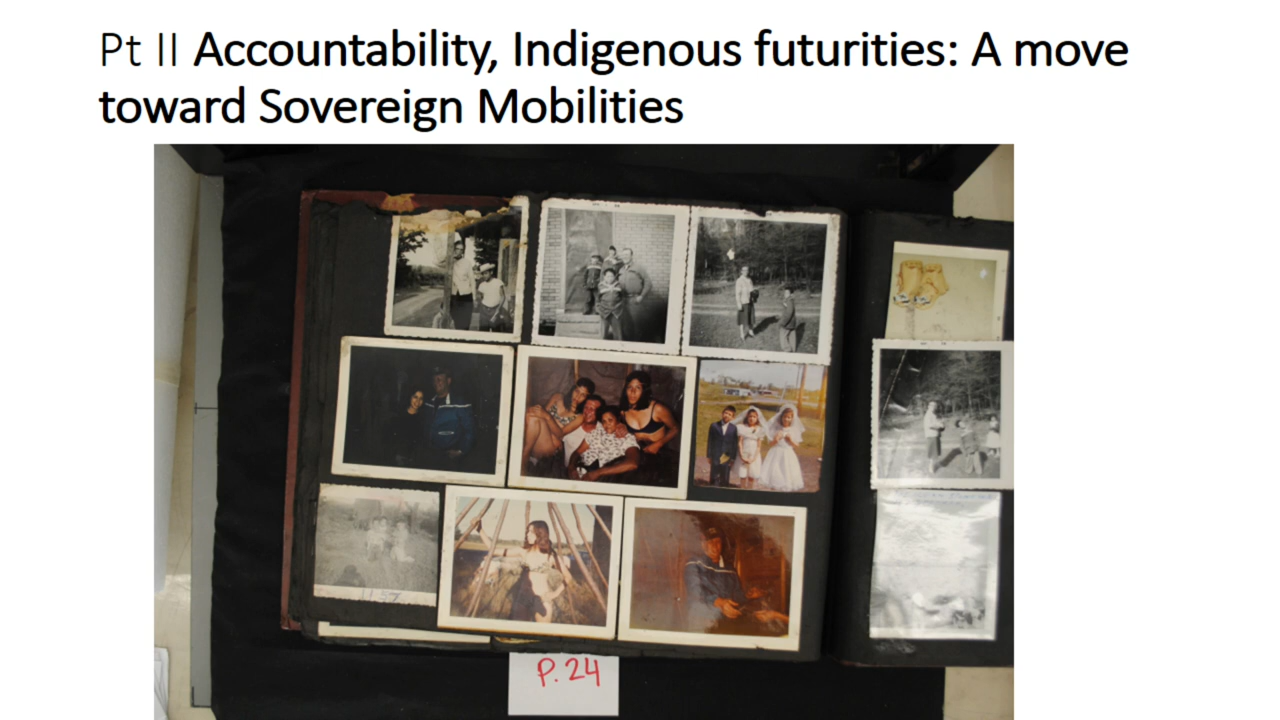 Pt II Accountability, Indigenous futurities: A move
toward Sovereign Mobilities
P. 24